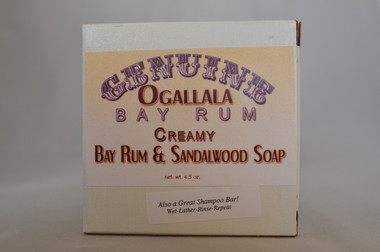 GENUINE
OGALLALA
BAY RUM
CREAMY
BAY RUM & SANDALWOOD SOAP
net. wt. 4.5 oz.
Also a Great Shampoo Bar!
Wet-Lather-Rinse-Repeat